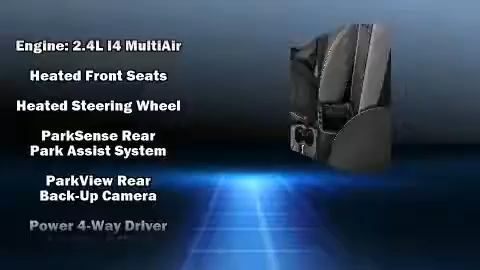 Engine: 2.4L I4 MultiAir
Heated Front Seats
Heated Steering Wheel
ParkSense Rear
Park Assist System
ParkView Rear
Back-Up Camera
Power 4-Way Driver